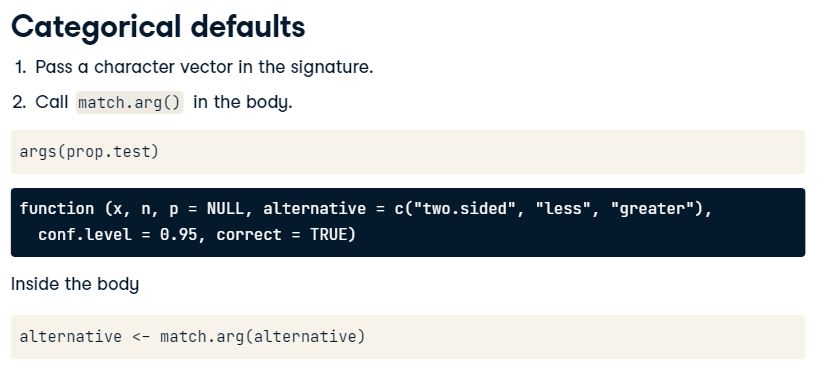 Categorical defaults
1. Pass a character vector in the signature.
2. Call match.arg() in the body.
args(prop.test)
function (x, n, p = NULL, alternative = c("two.sided", "less", "greater"),
  conf.level = 0.95, correct = TRUE)
Inside the body
alternative <- match.arg(alternative)